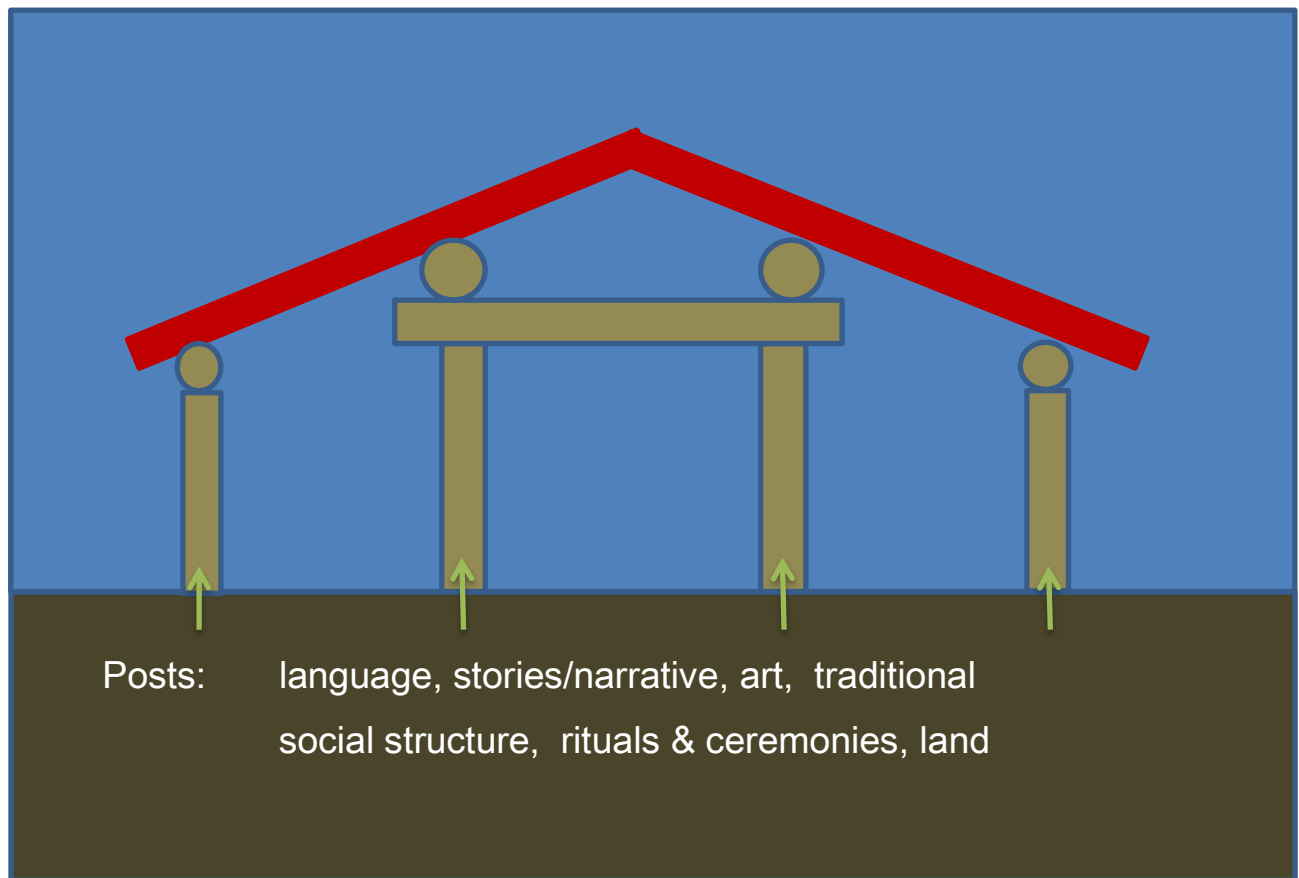 Posts: language, stories/narrative, art, traditional
social structure, rituals & ceremonies, land